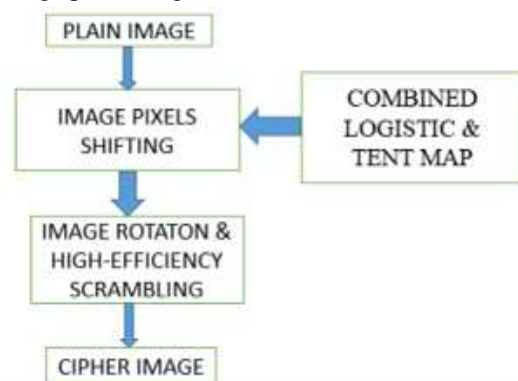 PLAIN IMAGE
IMAGE PIXELS
SHIFTING
COMBINED
LOGISTIC &
TENT MAP
IMAGE ROTATON &
HIGH-EFFICIENCY
SCRAMBLING
CIPHER IMAGE